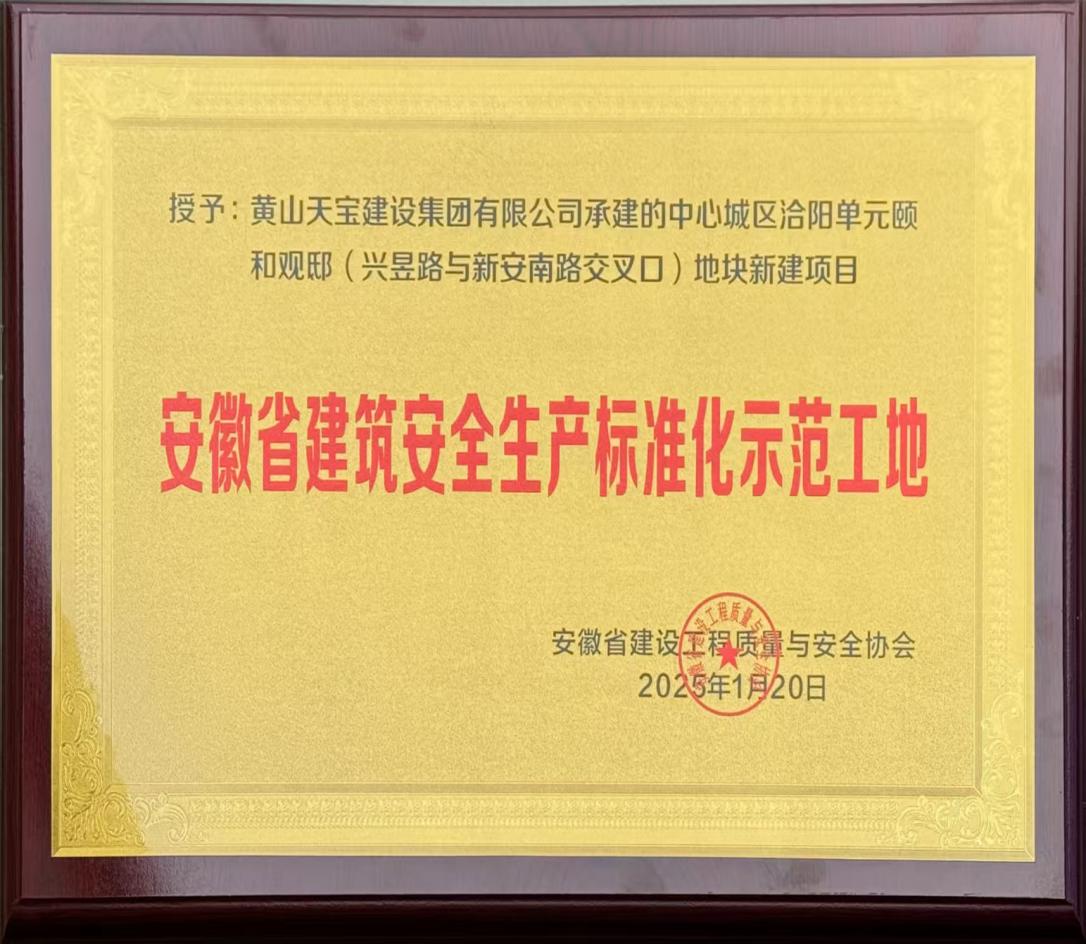 授予：黄山天宝建设集团有限公司承建的中心城区洽阳单元颐
和观邸（兴昱路与新安南路交叉口）地块新建项目
安徽省建筑安全生产标准化示范工地
安徽省建设工程质量与安全协会
2025年1月20日